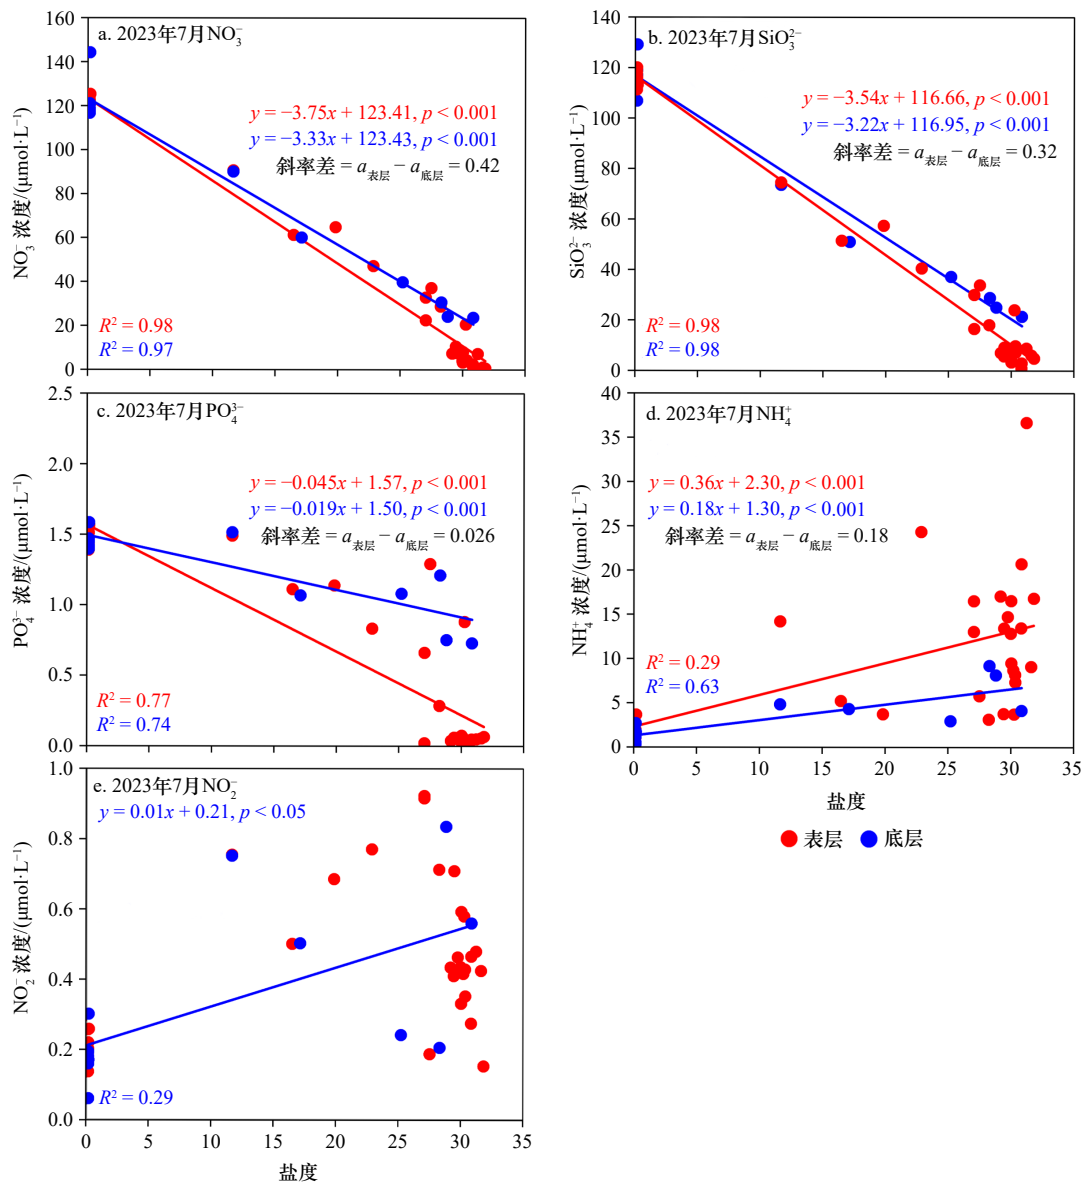 a. 2023年7月NO₃⁻
y = −3.75x + 123.41, p < 0.001
y = −3.33x + 123.43, p < 0.001
斜率差 = a表层 − a底层 = 0.42
R² = 0.98
R² = 0.97
NO₃⁻ 浓度/(μmol·L⁻¹)
160
140
120
100
80
60
40
20
0
b. 2023年7月SiO₃²⁻
y = −3.54x + 116.66, p < 0.001
y = −3.22x + 116.95, p < 0.001
斜率差 = a表层 − a底层 = 0.32
R² = 0.98
R² = 0.98
SiO₃²⁻ 浓度(μmol·L⁻¹)
140
120
100
80
60
40
20
0
c. 2023年7月PO₄³⁻
y = −0.045x + 1.57, p < 0.001
y = −0.019x + 1.50, p < 0.001
斜率差 = a表层 − a底层 = 0.026
R² = 0.77
R² = 0.74
PO₄³⁻ 浓度/(μmol·L⁻¹)
2.5
2.0
1.5
1.0
0.5
0.0
d. 2023年7月NH₄⁺
y = 0.36x + 2.30, p < 0.001
y = 0.18x + 1.30, p < 0.001
斜率差 = a表层 − a底层 = 0.18
R² = 0.29
R² = 0.63
NH₄⁺ 浓度/(μmol·L⁻¹)
40
35
30
25
20
15
10
5
0
0 5 10 15 20 25 30 35
盐度
表层 底层
e. 2023年7月NO₂⁻
y = 0.01x + 0.21, p < 0.05
R² = 0.29
NO₂⁻ 浓度/(μmol·L⁻¹)
1.0
0.8
0.6
0.4
0.2
0.0
0 5 10 15 20 25 30 35
盐度